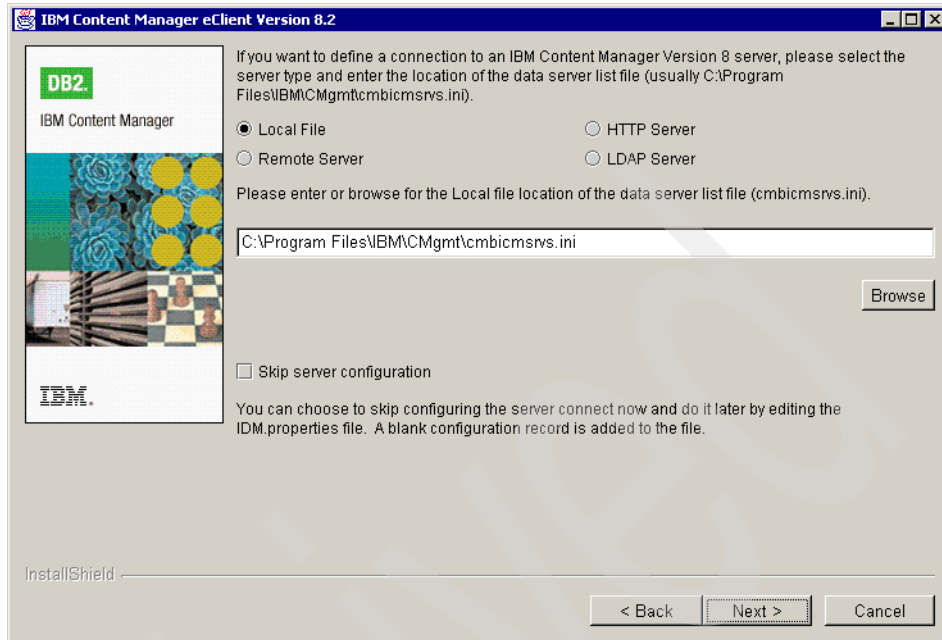 IBM Content Manager eClient Version 8.2
If you want to define a connection to an IBM Content Manager Version 8 server, please select the
server type and enter the location of the data server list file (usually C:\Program
Files\IBM\CMgmt\cmbicmsrvs.ini).
DB2.
IBM Content Manager
Local File
HTTP Server
Remote Server
LDAP Server
Please enter or browse for the Local file location of the data server list file (cmbicmsrvs.ini).
C:\Program Files\IBM\CMgmt\cmbicmsrvs.ini
Browse
Skip server configuration
IBM.
You can choose to skip configuring the server connect now and do it later by editing the
IDM.properties file. A blank configuration record is added to the file.
InstallShield
< Back
Next >
Cancel